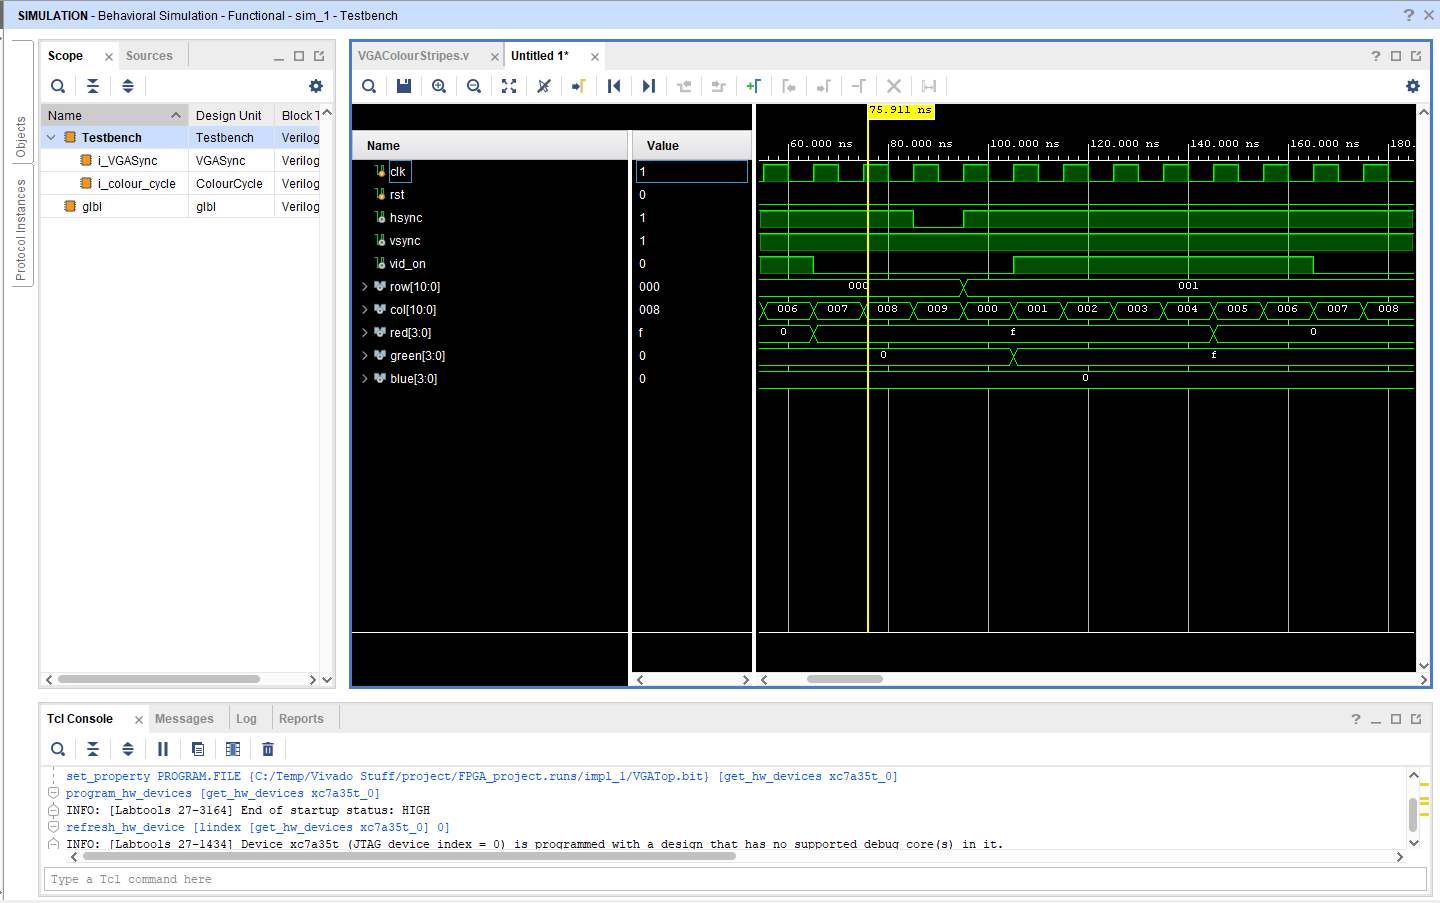 SIMULATION - Behavioral Simulation - Functional - sim_1 - Testbench
Objects
Protocol Instances
Scope
Sources
Name Design Unit Block T
Testbench Testbench Verilog
i_VGASync VGASync Verilog
i_colour_cycle ColourCycle Verilog
glbl glbl Verilog
VGAColourStripes.v
Untitled 1*
75.911 ns
Name Value
60.000 ns 80.000 ns 100.000 ns 120.000 ns 140.000 ns 160.000 ns 180.
clk 1
rst 0
hsync 1
vsync 1
vid_on 0
row[10:0] 000 000 001
col[10:0] 008 006 007 008 009 000 001 002 003 004 005 006 007 008
red[3:0] f 0 f 0
green[3:0] 0 0 f
blue[3:0] 0 0
Tcl Console
Messages
Log
Reports
set_property PROGRAM.FILE {C:/Temp/Vivado Stuff/project/FPGA_project.runs/impl_1/VGATop.bit} [get_hw_devices xc7a35t_0]
program_hw_devices [get_hw_devices xc7a35t_0]
INFO: [Labtools 27-3164] End of startup status: HIGH
refresh_hw_device [lindex [get_hw_devices xc7a35t_0] 0]
INFO: [Labtools 27-1434] Device xc7a35t (JTAG device index = 0) is programmed with a design that has no supported debug core(s) in it.
Type a Tcl command here